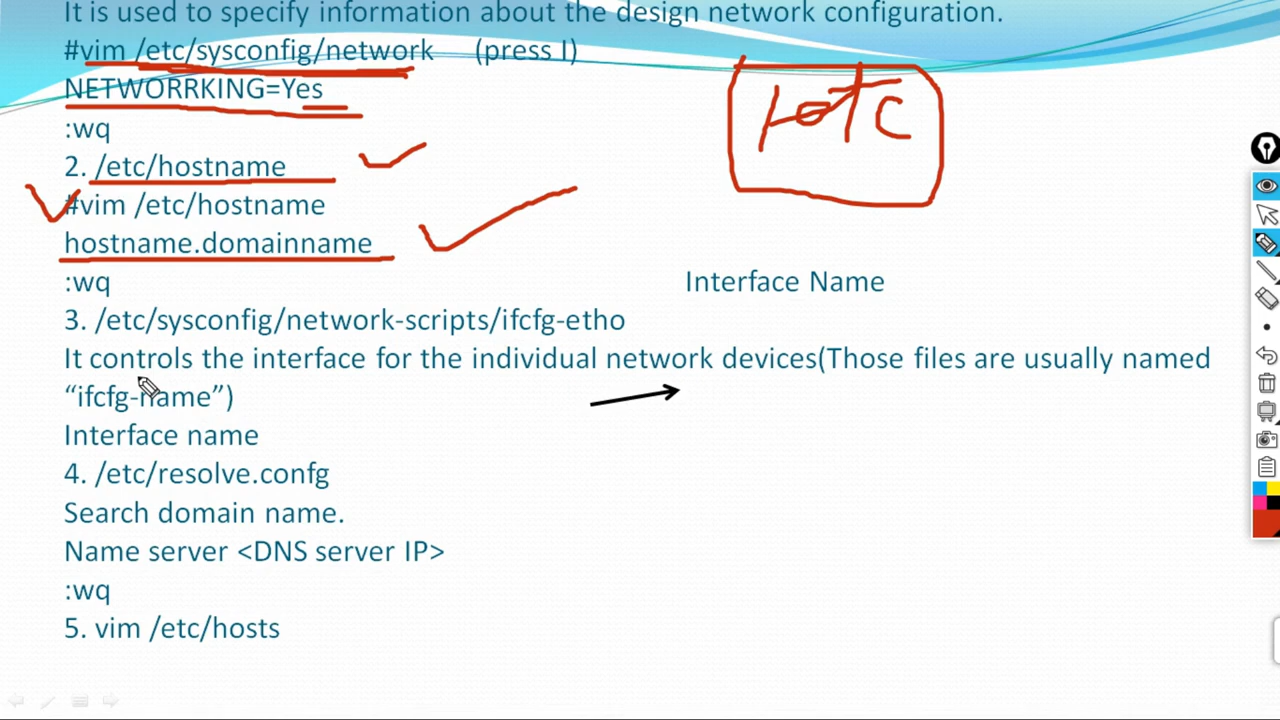 It is used to specify information about the design network configuration.
#vim /etc/sysconfig/network (press I)
NETWORRKING=Yes
/etc
:wq
2. /etc/hostname
#vim /etc/hostname
hostname.domainname
:wq
Interface Name
3. /etc/sysconfig/network-scripts/ifcfg-etho
It controls the interface for the individual network devices(Those files are usually named
“ifcfg-name”)
Interface name
4. /etc/resolve.confg
Search domain name.
Name server <DNS server IP>
:wq
5. vim /etc/hosts